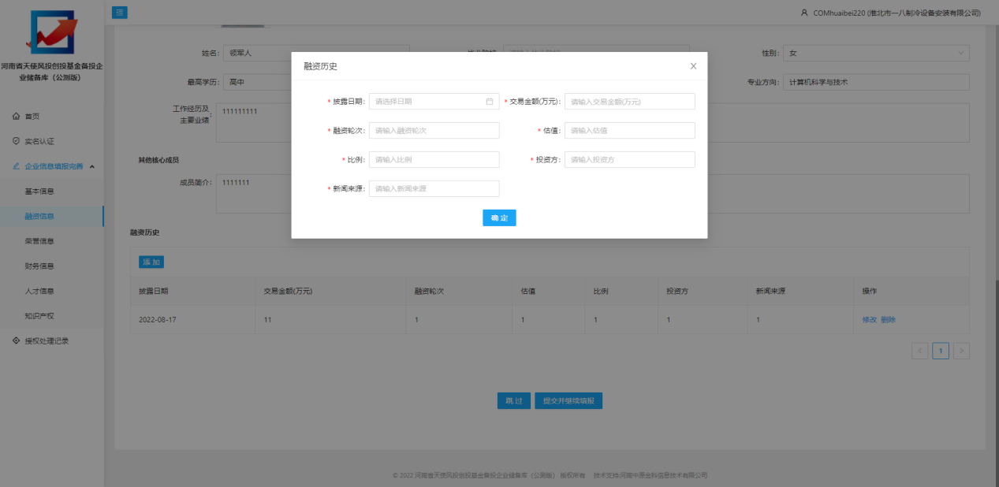 COMhuaibei220 (淮北市一八制冷设备安装有限公司)
河南省天使风投创投基金备投企
业储备库（公测版）
首页
实名认证
企业信息填报完善
基本信息
融资信息
荣誉信息
财务信息
人才信息
知识产权
授权处理记录
姓名: 领军人
性别: 女
最高学历: 高中
专业方向: 计算机科学与技术
工作经历及
主要业绩:
111111111
其他核心成员
成员简介: 1111111
融资历史
* 披露日期: 请选择日期 * 交易金额(万元): 请输入交易金额(万元)
* 融资轮次: 请输入融资轮次 * 估值: 请输入估值
* 比例: 请输入比例 * 投资方: 请输入投资方
* 新闻来源: 请输入新闻来源
确 定
融资历史
添 加
披露日期 交易金额(万元) 融资轮次 估值 比例 投资方 新闻来源 操作
2022-08-17 11 1 1 1 1 1 修改 删除
< 1 >
跳 过 提交并继续填报
© 2022 河南省天使风投创投基金备投企业储备库（公测版） 版权所有 技术支持:河南中原金科信息技术有限公司